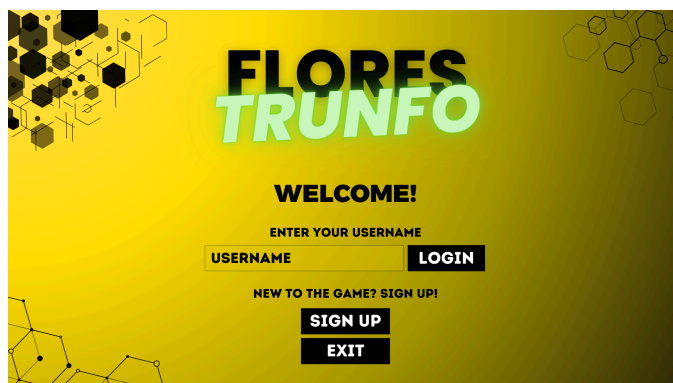 FLORES
TRUNFO
WELCOME!
ENTER YOUR USERNAME
USERNAME LOGIN
NEW TO THE GAME? SIGN UP!
SIGN UP
EXIT